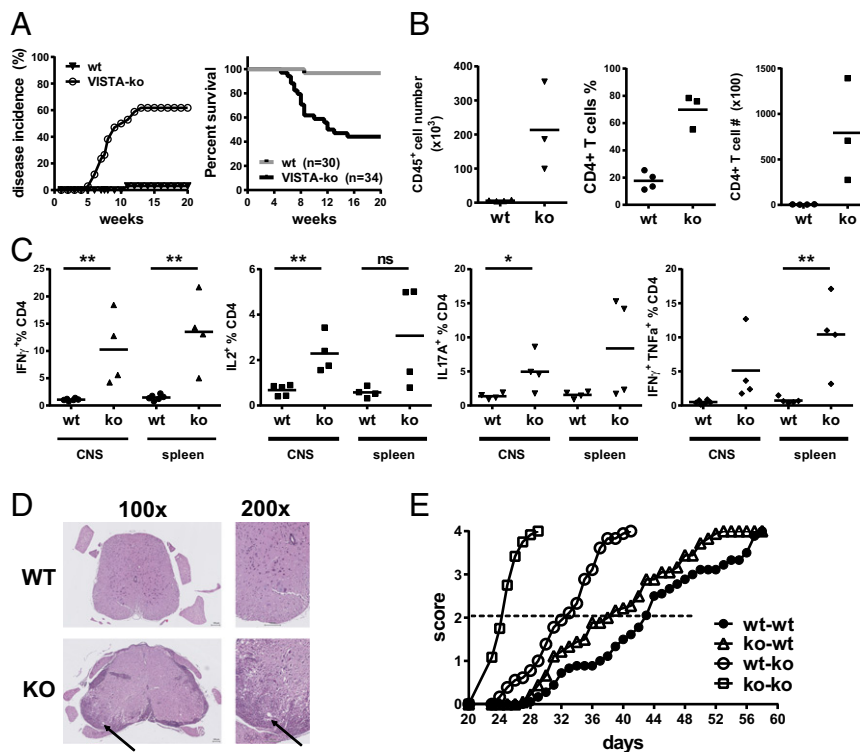 A
B
wt
VISTA-ko
disease incidence (%)
100
80
60
40
20
0
0 5 10 15 20
weeks
Percent survival
100
80
60
40
20
0
wt (n=30)
VISTA-ko (n=34)
0 4 8 12 16 20
weeks
CD45+ cell number
(x10³)
400
300
200
100
0
wt ko
CD4+ T cells %
100
80
60
40
20
0
wt ko
CD4+ T cell # (x100)
1500
1000
500
0
wt ko
C
IFNγ+% CD4
25
20
15
10
5
0
** **
wt ko wt ko
CNS spleen
IL2+ % CD4
6
4
2
0
** ns
wt ko wt ko
CNS spleen
IL17A+ % CD4
20
15
10
5
0
*
wt ko wt ko
CNS spleen
IFNγ+ TNFa+ % CD4
25
20
15
10
5
0
**
wt ko wt ko
CNS spleen
D
100x 200x
WT
KO
E
score
4
3
2
1
0
wt-wt
ko-wt
wt-ko
ko-ko
20 24 28 32 36 40 44 48 56 60
days